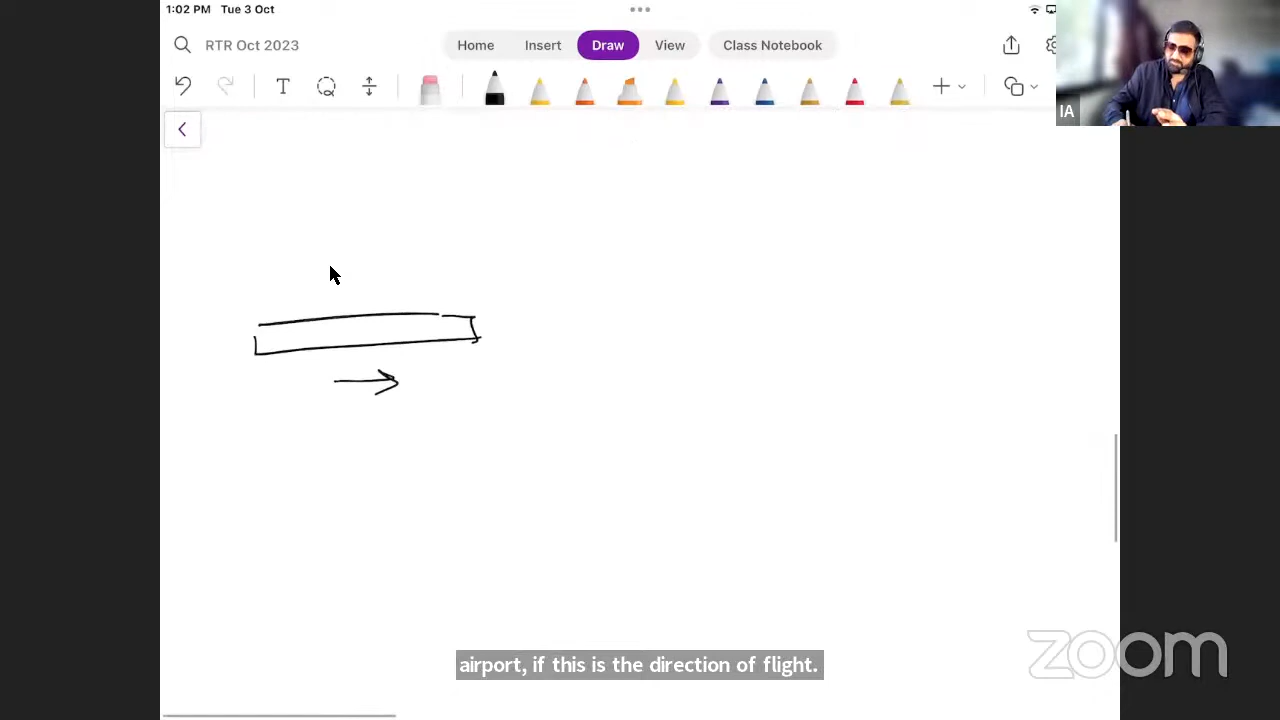 1:02 PM Tue 3 Oct
RTR Oct 2023
Home Insert Draw View Class Notebook
T
IA
airport, if this is the direction of flight.
zoom